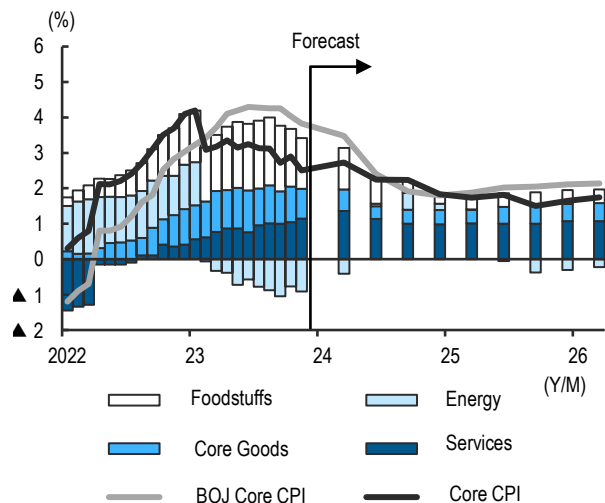 (%)
Forecast
6
5
4
3
2
1
0
▲ 1
▲ 2
2022 23 24 25 26
(Y/M)
Foodstuffs Energy
Core Goods Services
BOJ Core CPI Core CPI